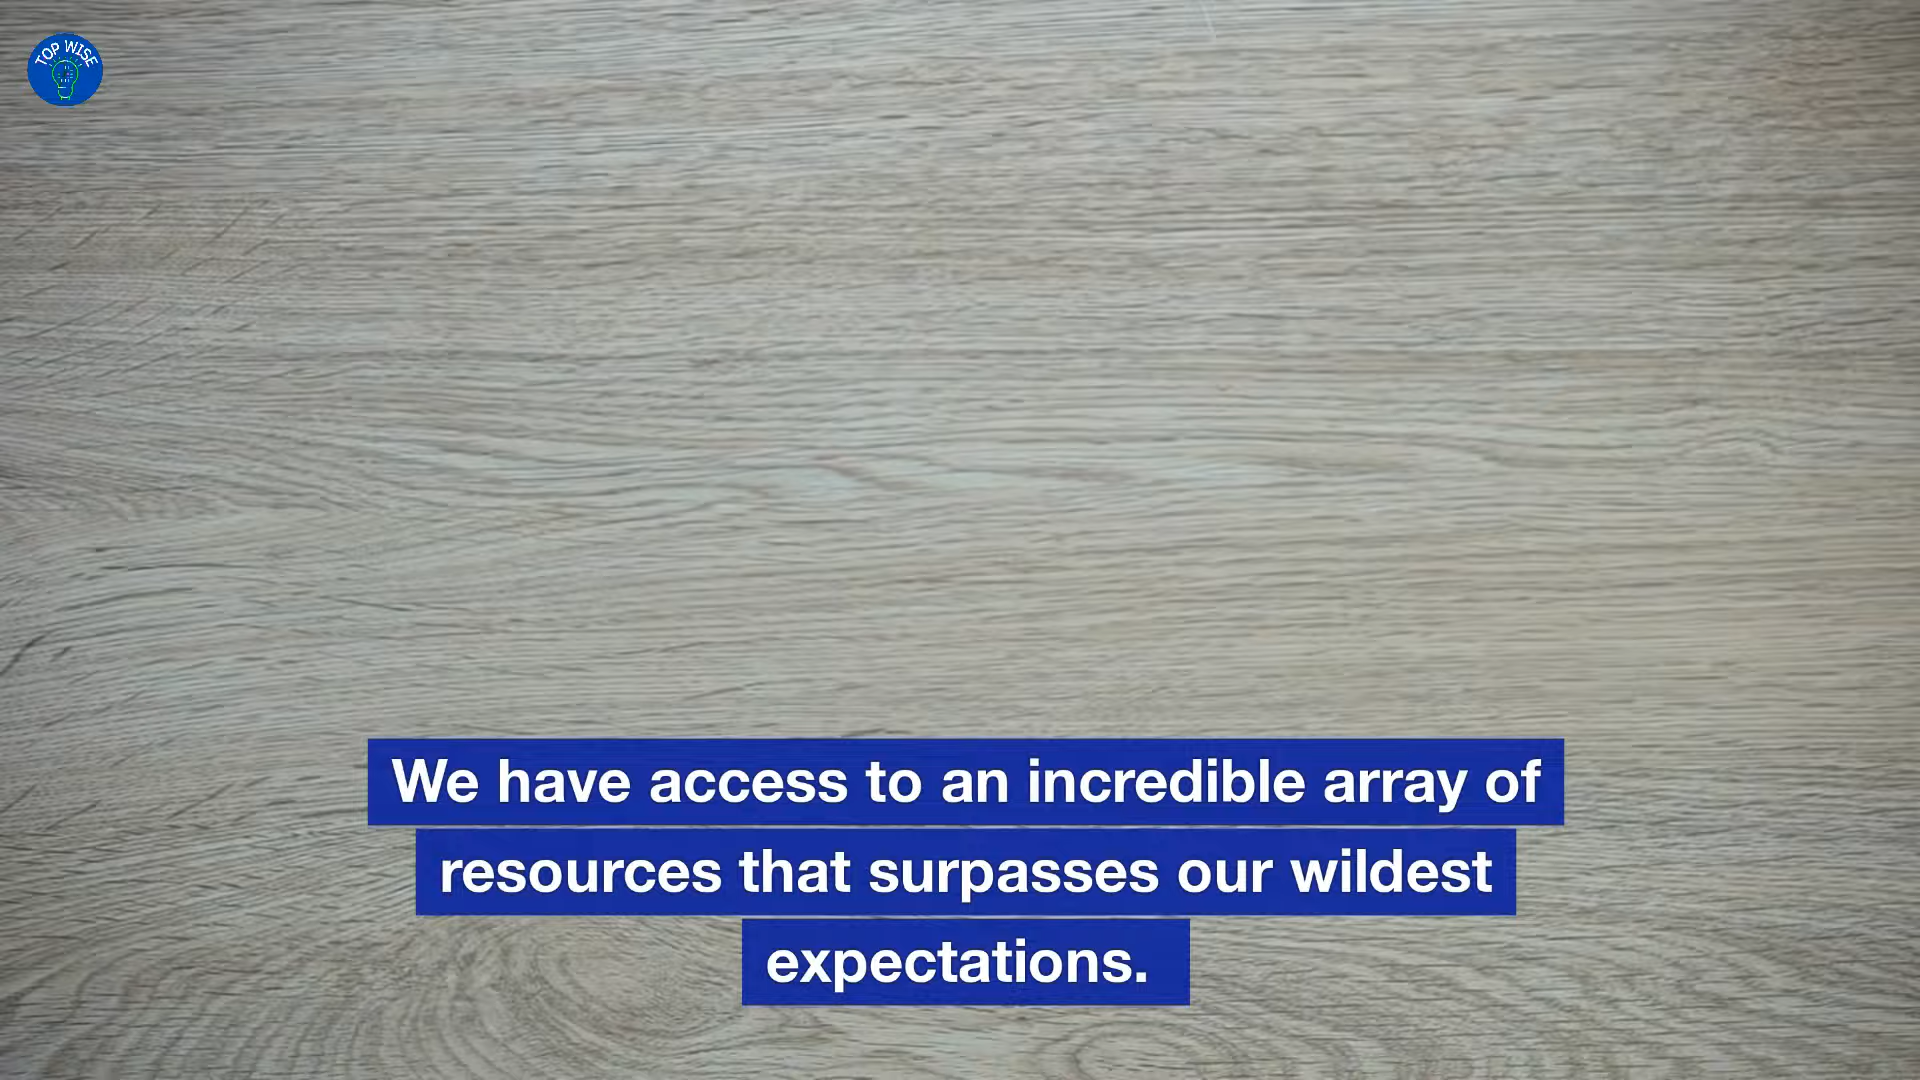 TOP WISE
We have access to an incredible array of
resources that surpasses our wildest
expectations.